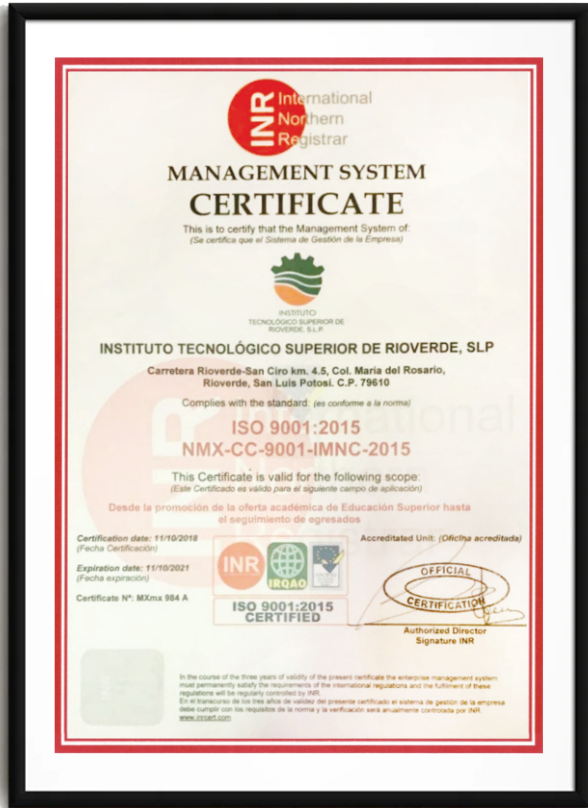 INR International
Northern
Registrar
MANAGEMENT SYSTEM
CERTIFICATE
This is to certify that the Management System of:
(Se certifica que el Sistema de Gestión de la Empresa)
INSTITUTO
TECNOLÓGICO SUPERIOR DE
RIOVERDE, S.L.P.
INSTITUTO TECNOLÓGICO SUPERIOR DE RIOVERDE, SLP
Carretera Rioverde-San Ciro km. 4.5, Col. María del Rosario,
Rioverde, San Luis Potosí. C.P. 79610
Complies with the standard: (es conforme a la norma)
ISO 9001:2015
NMX-CC-9001-IMNC-2015
This Certificate is valid for the following scope:
(Este Certificado es válido para el siguiente campo de aplicación)
Desde la promoción de la oferta académica de Educación Superior hasta
el seguimiento de egresados
Certification date: 11/10/2018
(Fecha Certificación)
Expiration date: 11/10/2021
(Fecha expiración)
Certificate Nº: MXmx 984 A
INR
IRQAO
ISO 9001:2015
CERTIFIED
Accreditated Unit: (Oficina acreditada)
OFFICIAL
CERTIFICATION
Authorized Director
Signature INR
In the course of the three years of validity of the present certificate the enterprise management system
must permanently satisfy the requirements of the international regulations and the fulfilment of these
regulations will be regularly controlled by INR.
En el transcurso de los tres años de validez del presente certificado el sistema de gestión de la empresa
debe cumplir con los requisitos de la norma y la verificación será anualmente controlada por INR.
www.inrcert.com